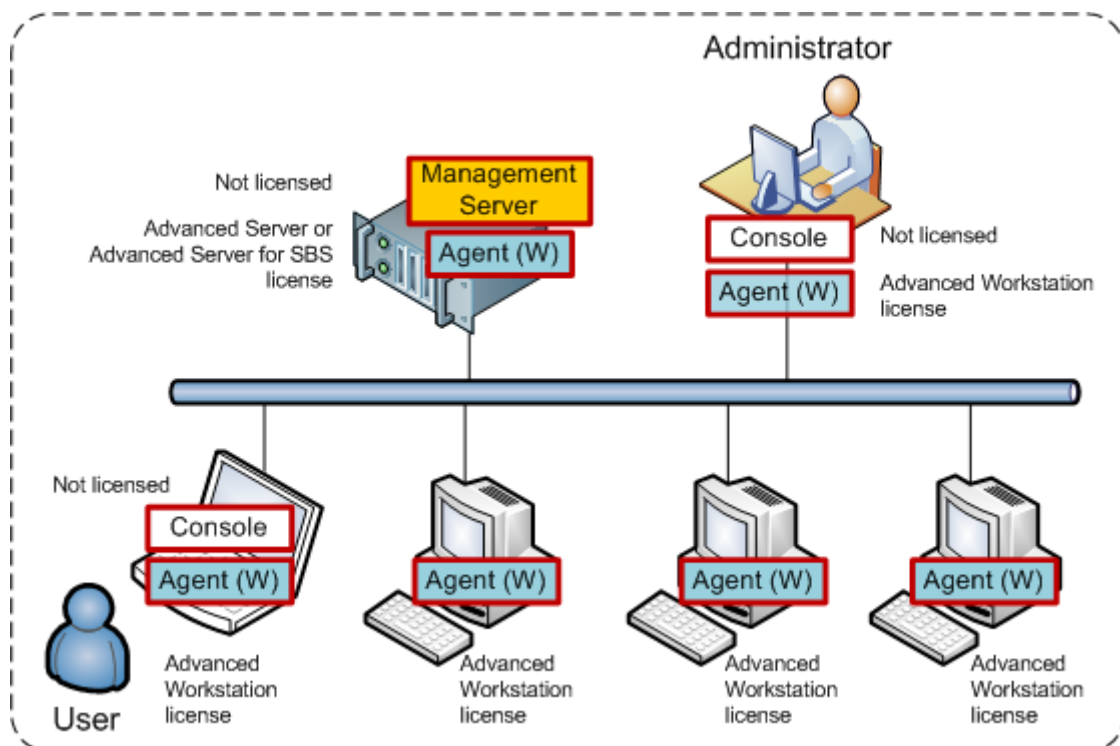 Administrator
Not licensed
Management
Server
Advanced Server or
Advanced Server for SBS
license
Agent (W)
Console
Not licensed
Agent (W)
Advanced Workstation
license
Not licensed
Console
Agent (W)
Agent (W)
Agent (W)
Agent (W)
User
Advanced
Workstation
license
Advanced
Workstation
license
Advanced
Workstation
license
Advanced
Workstation
license